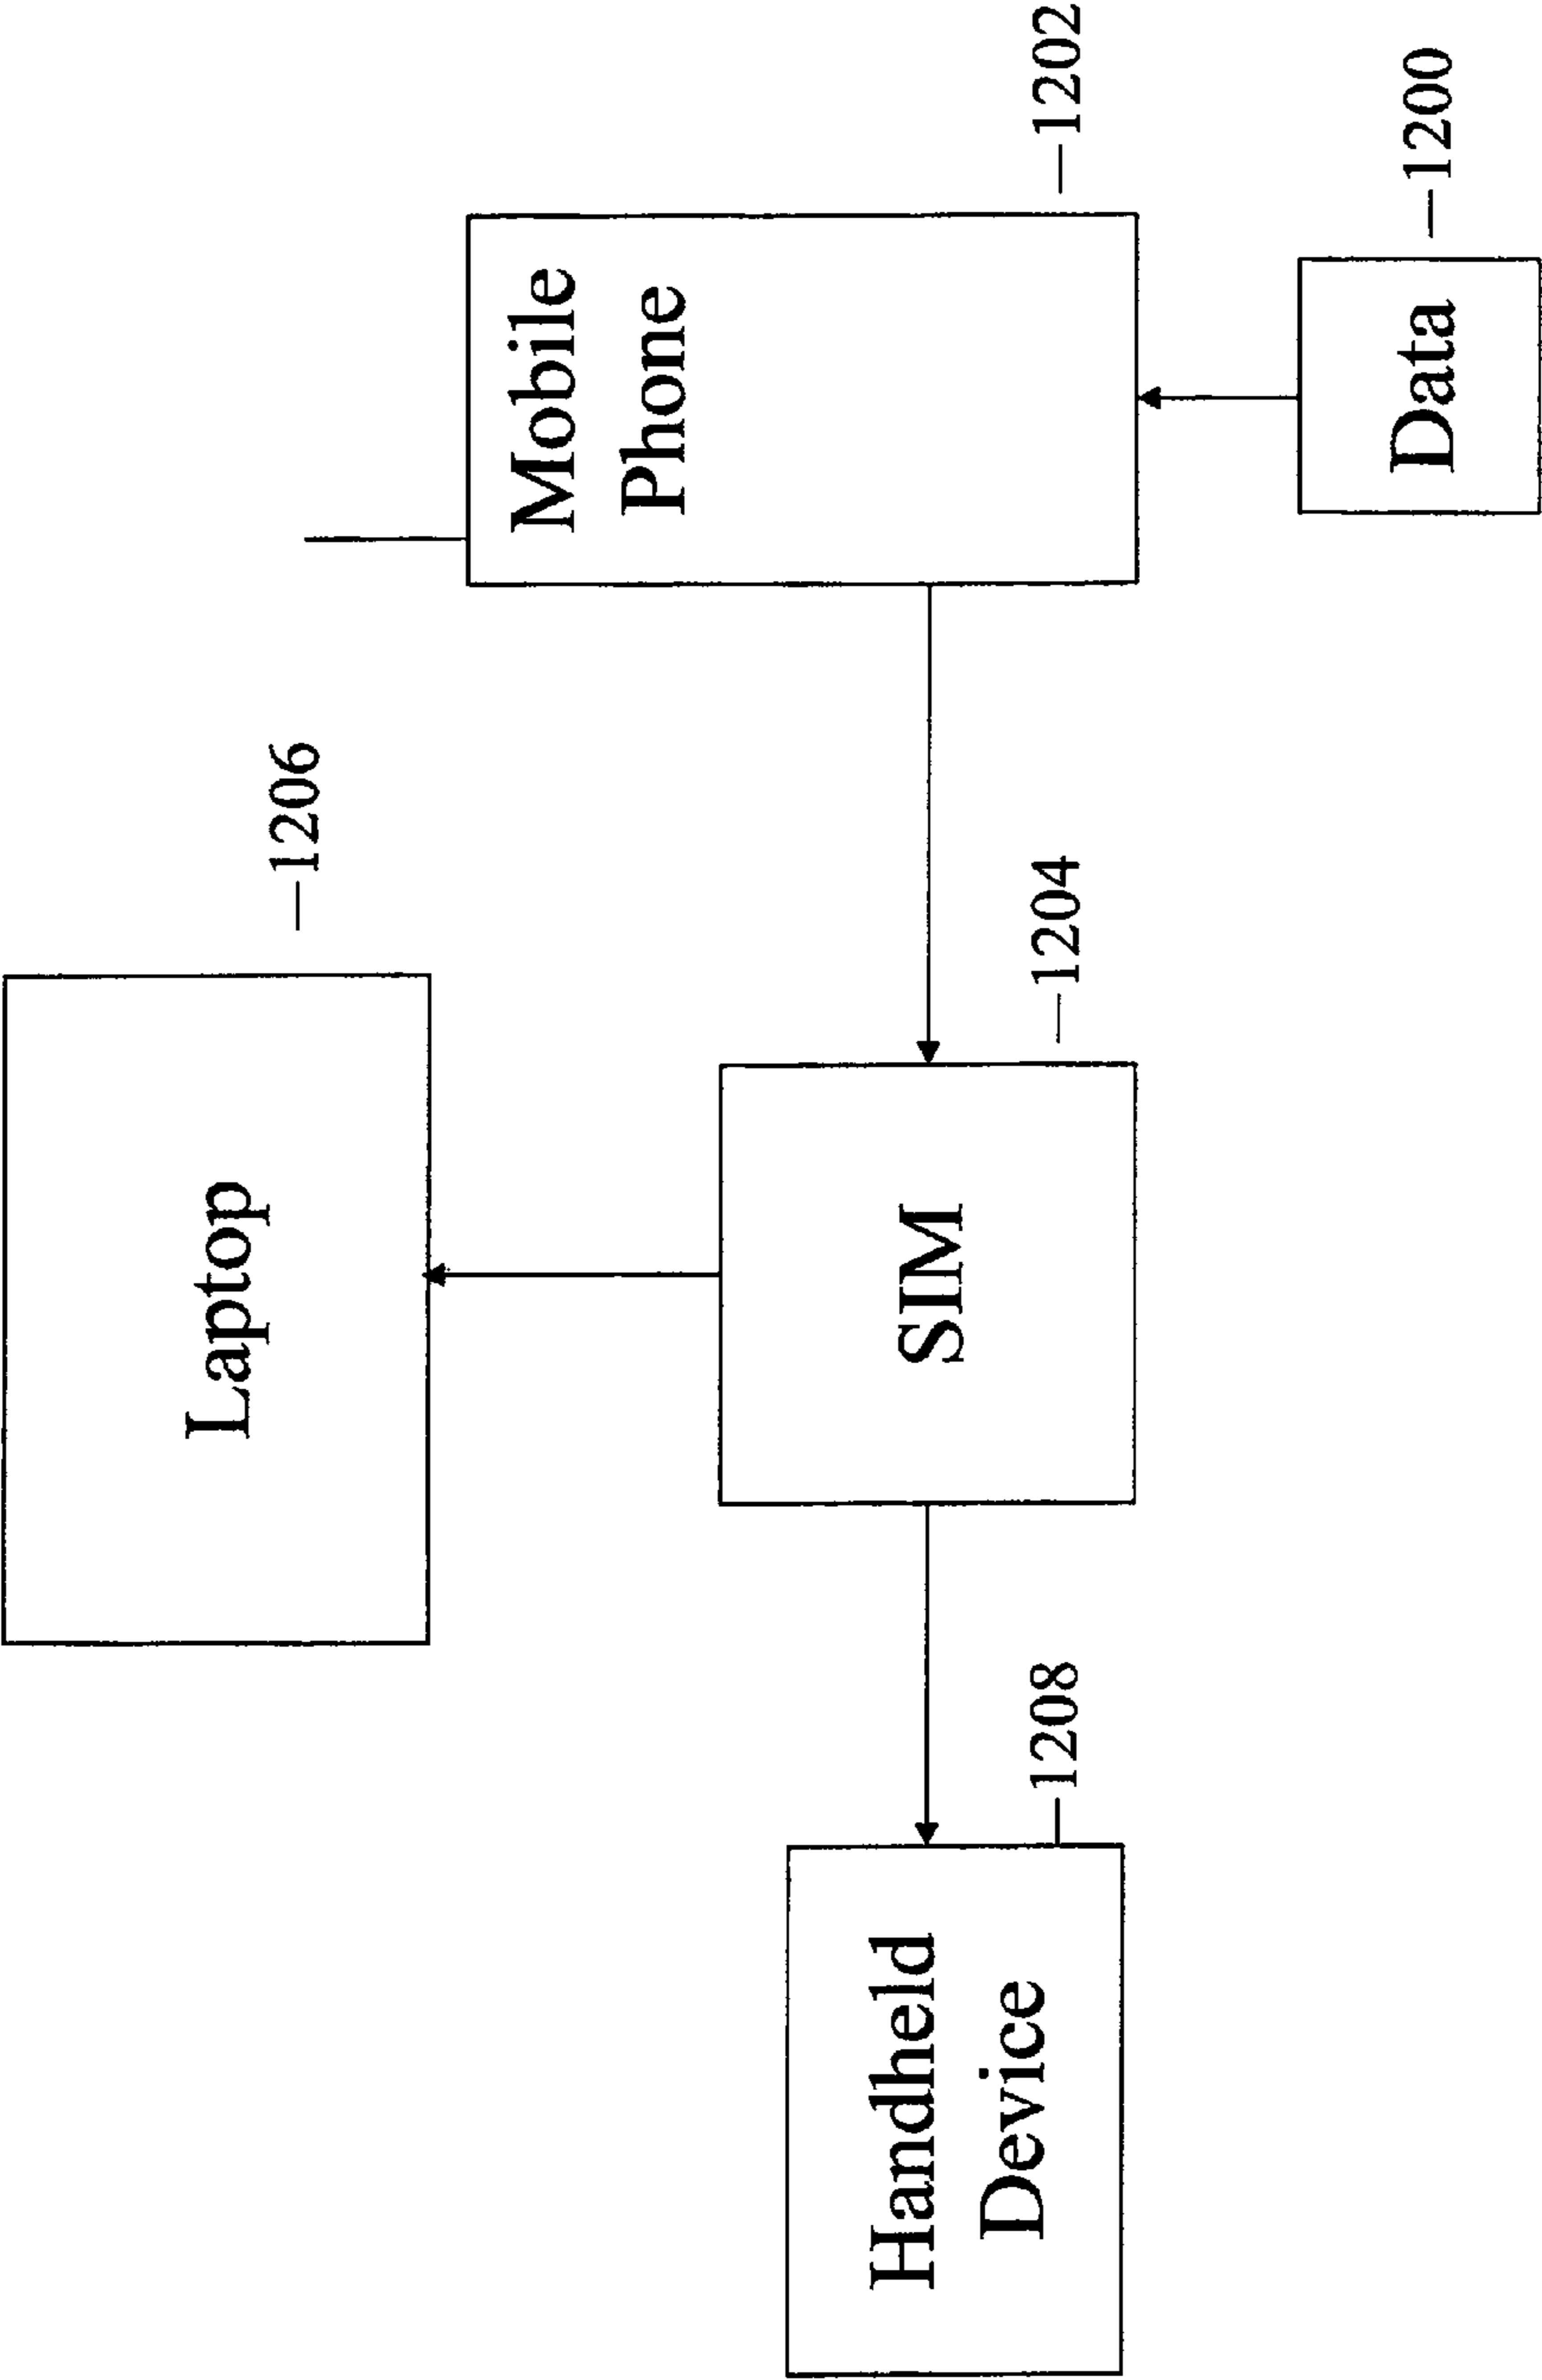 Laptop
1206
Mobile
Phone
1202
Handheld
Device
1208
SIM
1204
Data
1200